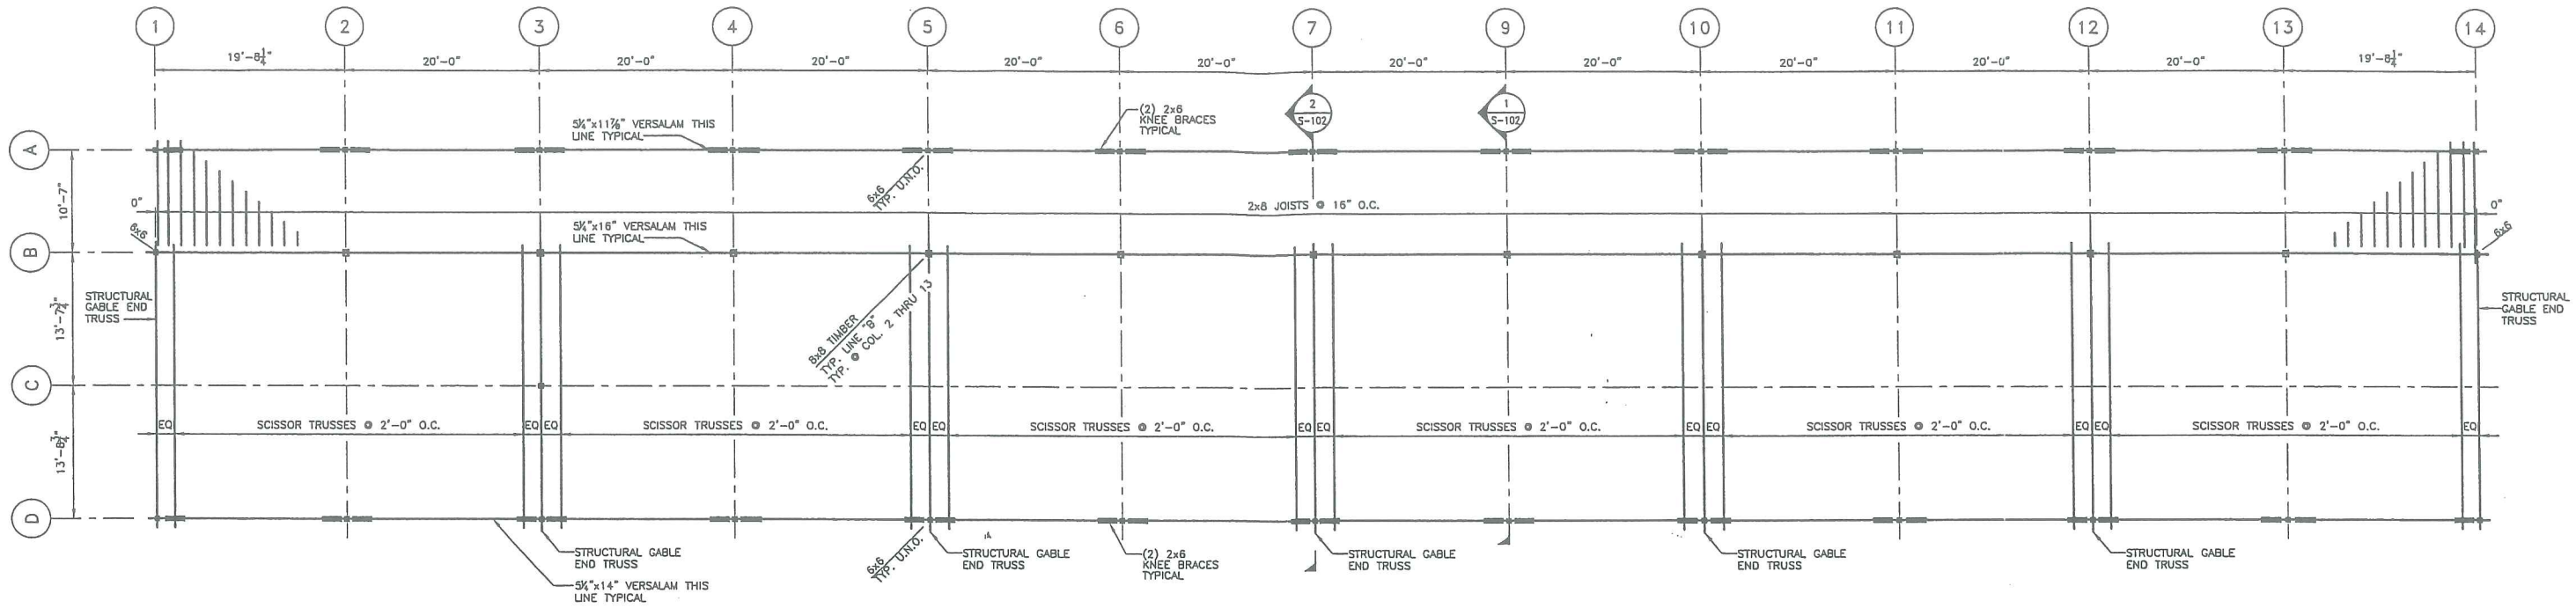 1 2 3 4 5 6 7 9 10 11 12 13 14
19'-8¼" 20'-0" 20'-0" 20'-0" 20'-0" 20'-0" 20'-0" 20'-0" 20'-0" 20'-0" 20'-0" 19'-8¼"
2
S-102
1
S-102
(2) 2x6
KNEE BRACES
TYPICAL
5¼"x11⅞" VERSALAM THIS
LINE TYPICAL
A
10'-7"
6x6
TYP. U.N.O.
0"
2x8 JOISTS @ 16" O.C.
0"
6x6
5¼"x16" VERSALAM THIS
LINE TYPICAL
6x6
B
STRUCTURAL
GABLE END
TRUSS
13'-7¾"
8x8 TIMBER
TYP. LINE "B"
TYP. @ COL. 2 THRU 13
STRUCTURAL
GABLE END
TRUSS
C
13'-8¾"
EQ SCISSOR TRUSSES @ 2'-0" O.C. EQ EQ SCISSOR TRUSSES @ 2'-0" O.C. EQ EQ SCISSOR TRUSSES @ 2'-0" O.C. EQ EQ SCISSOR TRUSSES @ 2'-0" O.C. EQ EQ SCISSOR TRUSSES @ 2'-0" O.C. EQ EQ SCISSOR TRUSSES @ 2'-0" O.C. EQ
D
STRUCTURAL GABLE
END TRUSS
5¼"x14" VERSALAM THIS
LINE TYPICAL
6x6
TYP. U.N.O.
STRUCTURAL GABLE
END TRUSS
(2) 2x6
KNEE BRACES
TYPICAL
STRUCTURAL GABLE
END TRUSS
STRUCTURAL GABLE
END TRUSS
STRUCTURAL GABLE
END TRUSS